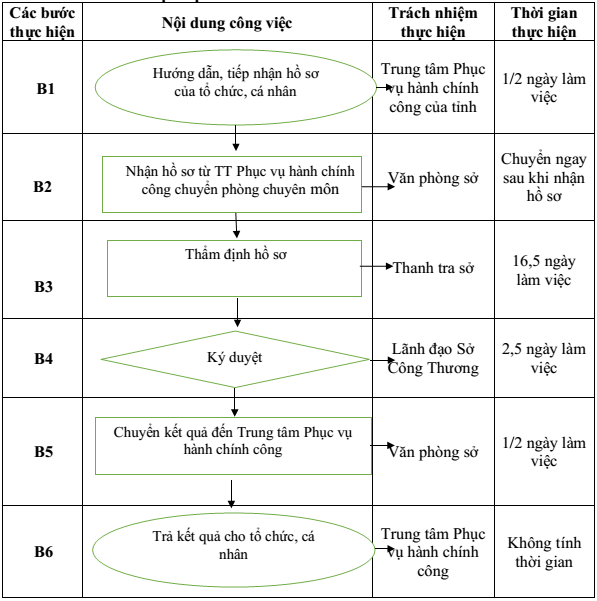 Các bước
thực hiện
Nội dung công việc
Trách nhiệm
thực hiện
Thời gian
thực hiện
B1
Hướng dẫn, tiếp nhận hồ sơ
của tổ chức, cá nhân
Trung tâm Phục
vụ hành chính
công của tỉnh
1/2 ngày làm
việc
B2
Nhận hồ sơ từ TT Phục vụ hành chính
công chuyển phòng chuyên môn
Văn phòng sở
Chuyển ngay
sau khi nhận
hồ sơ
B3
Thẩm định hồ sơ
Thanh tra sở
16,5 ngày
làm việc
B4
Ký duyệt
Lãnh đạo Sở
Công Thương
2,5 ngày làm
việc
B5
Chuyển kết quả đến Trung tâm Phục vụ
hành chính công
Văn phòng sở
1/2 ngày làm
việc
B6
Trả kết quả cho tổ chức, cá
nhân
Trung tâm Phục
vụ hành chính
công
Không tính
thời gian